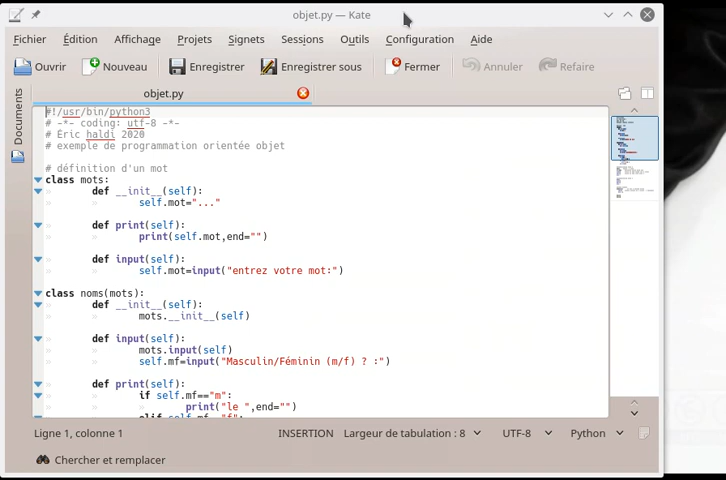 objet.py — Kate
Fichier Édition Affichage Projets Signets Sessions Outils Configuration Aide
Ouvrir Nouveau Enregistrer Enregistrer sous Fermer Annuler Refaire
objet.py
Documents
#!/usr/bin/python3
# -*- coding: utf-8 -*-
# Éric haldi 2020
# exemple de programmation orientée objet
# définition d'un mot
class mots:
def __init__(self):
self.mot="..."
def print(self):
print(self.mot,end="")
def input(self):
self.mot=input("entrez votre mot:")
class noms(mots):
def __init__(self):
mots.__init__(self)
def input(self):
mots.input(self)
self.mf=input("Masculin/Féminin (m/f) ? :")
def print(self):
if self.mf=="m":
print("le ",end="")
elif self.mf=="f":
Ligne 1, colonne 1 INSERTION Largeur de tabulation : 8 UTF-8 Python
Chercher et remplacer